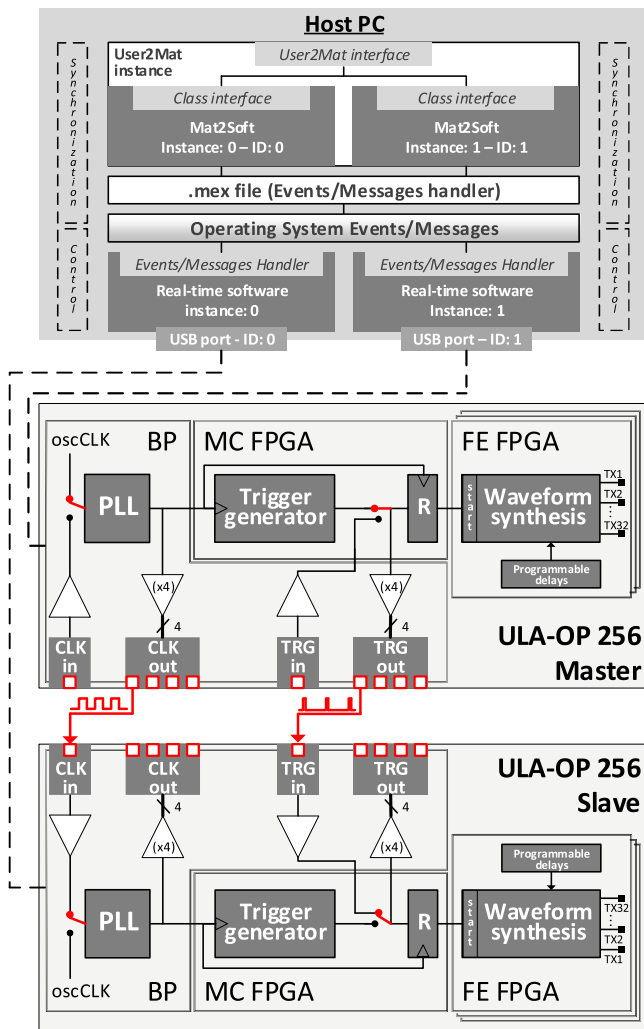 Host PC
Synchronization
Control
User2Mat
instance
User2Mat interface
Class interface
Mat2Soft
Instance: 0 – ID: 0
Class interface
Mat2Soft
Instance: 1 – ID: 1
.mex file (Events/Messages handler)
Operating System Events/Messages
Events/Messages Handler
Real-time software
instance: 0
USB port - ID: 0
Events/Messages Handler
Real-time software
Instance: 1
USB port – ID: 1
Synchronization
Control
oscCLK
BP
PLL
(x4)
4
CLK
in
CLK
out
MC FPGA
Trigger
generator
R
(x4)
4
TRG
in
TRG
out
FE FPGA
start
Waveform
synthesis
TX1
TX2
...
TX32
Programmable
delays
ULA-OP 256
Master
CLK
in
CLK
out
4
(x4)
TRG
in
TRG
out
4
(x4)
ULA-OP 256
Slave
PLL
oscCLK
BP
Trigger
generator
R
MC FPGA
Programmable
delays
start
Waveform
synthesis
TX32
...
TX2
TX1
FE FPGA